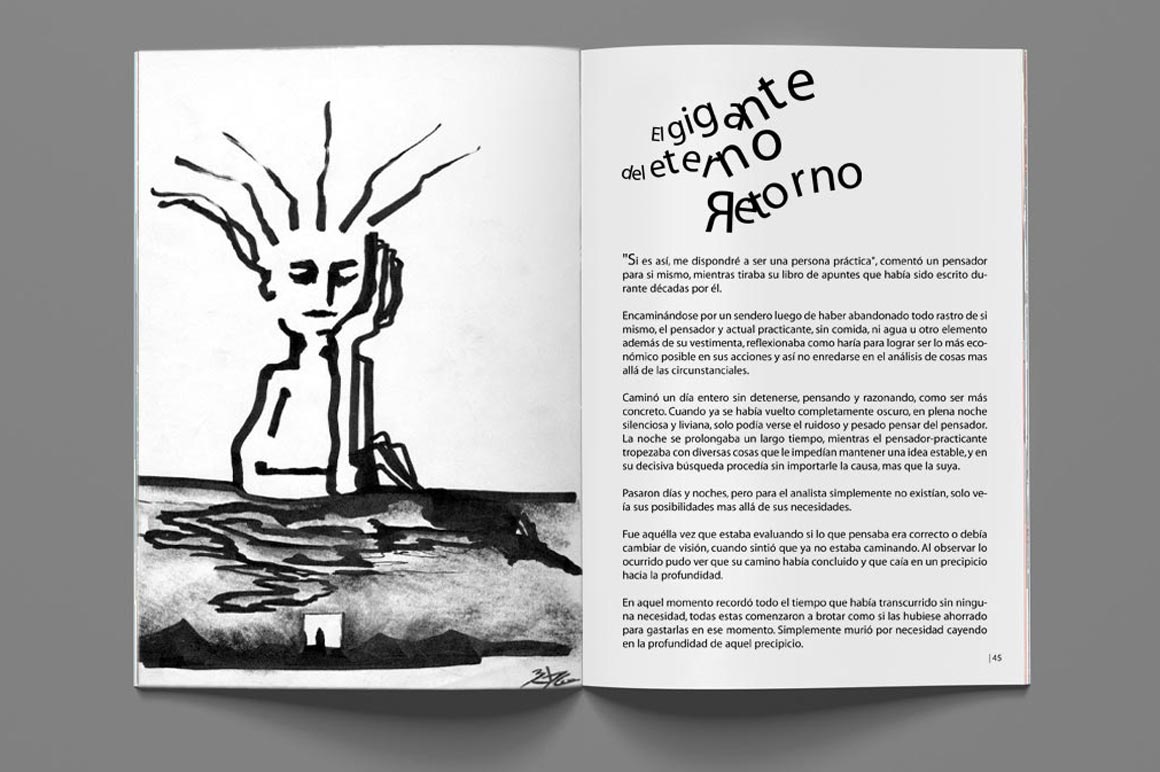 El gigante
del eterno
Retorno
"Si es así, me dispondré a ser una persona práctica", comentó un pensador
para si mismo, mientras tiraba su libro de apuntes que había sido escrito du-
rante décadas por él.
Encaminándose por un sendero luego de haber abandonado todo rastro de si
mismo, el pensador y actual practicante, sin comida, ni agua u otro elemento
además de su vestimenta, reflexionaba como haría para lograr ser lo más eco-
nómico posible en sus acciones y así no enredarse en el análisis de cosas mas
allá de las circunstanciales.
Caminó un día entero sin detenerse, pensando y razonando, como ser más
concreto. Cuando ya se había vuelto completamente oscuro, en plena noche
silenciosa y liviana, solo podía verse el ruidoso y pesado pensar del pensador.
La noche se prolongaba un largo tiempo, mientras el pensador-practicante
tropezaba con diversas cosas que le impedían mantener una idea estable, y en
su decisiva búsqueda procedía sin importarle la causa, mas que la suya.
Pasaron días y noches, pero para el analista simplemente no existían, solo ve-
ía sus posibilidades mas allá de sus necesidades.
Fue aquélla vez que estaba evaluando si lo que pensaba era correcto o debía
cambiar de visión, cuando sintió que ya no estaba caminando. Al observar lo
ocurrido pudo ver que su camino había concluido y que caía en un precipicio
hacia la profundidad.
En aquel momento recordó todo el tiempo que había transcurrido sin ningu-
na necesidad, todas estas comenzaron a brotar como si las hubiese ahorrado
para gastarlas en ese momento. Simplemente murió por necesidad cayendo
en la profundidad de aquel precipicio.
|45